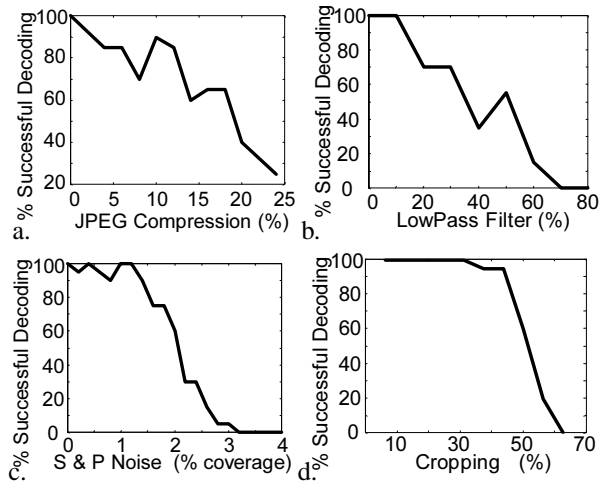 % Successful Decoding
100
80
60
40
20
0 5 10 15 20 25
JPEG Compression (%)
a.
% Successful Decoding
100
80
60
40
20
0
0 20 40 60 80
LowPass Filter (%)
b.
% Successful Decoding
100
80
60
40
20
0
0 1 2 3 4
S & P Noise (% coverage)
c.
% Successful Decoding
100
80
60
40
20
10 30 50 70
Cropping (%)
d.